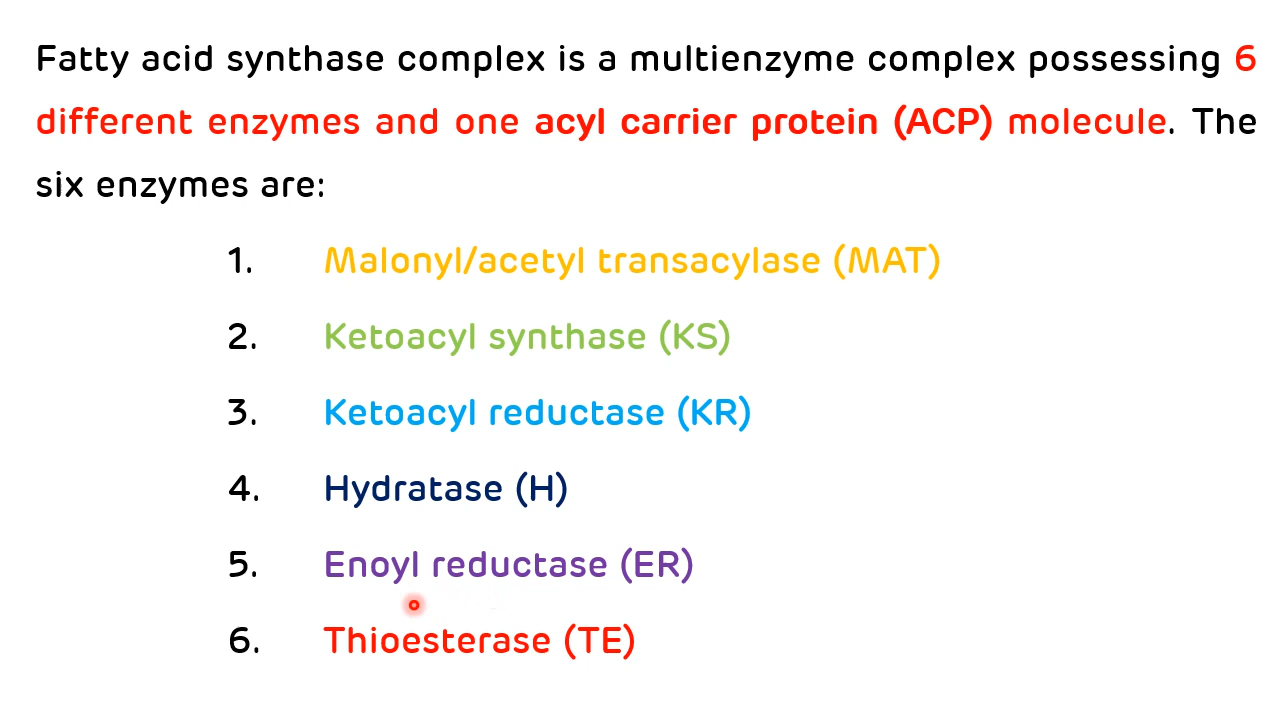 Fatty acid synthase complex is a multienzyme complex possessing 6
different enzymes and one acyl carrier protein (ACP) molecule. The
six enzymes are:
1. Malonyl/acetyl transacylase (MAT)
2. Ketoacyl synthase (KS)
3. Ketoacyl reductase (KR)
4. Hydratase (H)
5. Enoyl reductase (ER)
6. Thioesterase (TE)